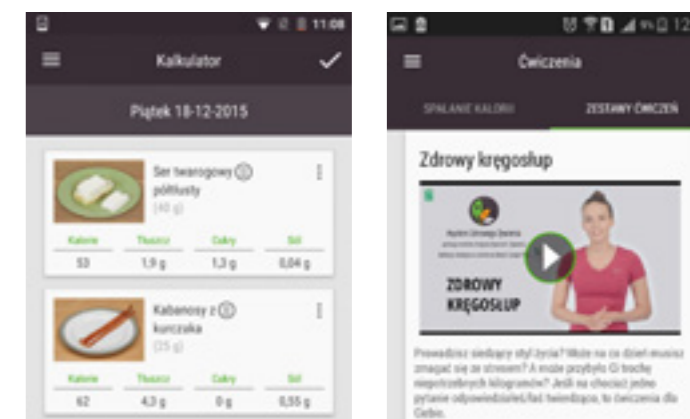 11:08
Kalkulator
Piątek 18-12-2015
Ser twarogowy
półtłusty
(40 g)
Kalorie Tłuszcz Cukry Sól
53 1,9 g 1,3 g 0,04 g
Kabanosy z
kurczaka
(25 g)
Kalorie Tłuszcz Cukry Sól
62 4,3 g 0 g 0,55 g
12
Ćwiczenia
SPALANIE KALORII ZESTAWY ĆWICZEŃ
Zdrowy kręgosłup
ZDROWY
KRĘGOSŁUP
Prowadzisz siedzący styl życia? Może na co dzień musisz
zmagać się ze stresem? A może przybyło Ci trochę
niepotrzebnych kilogramów? Jeśli na chociaż jedno
pytanie odpowiedziałeś/łaś twierdząco, to ćwiczenia dla
Ciebie.